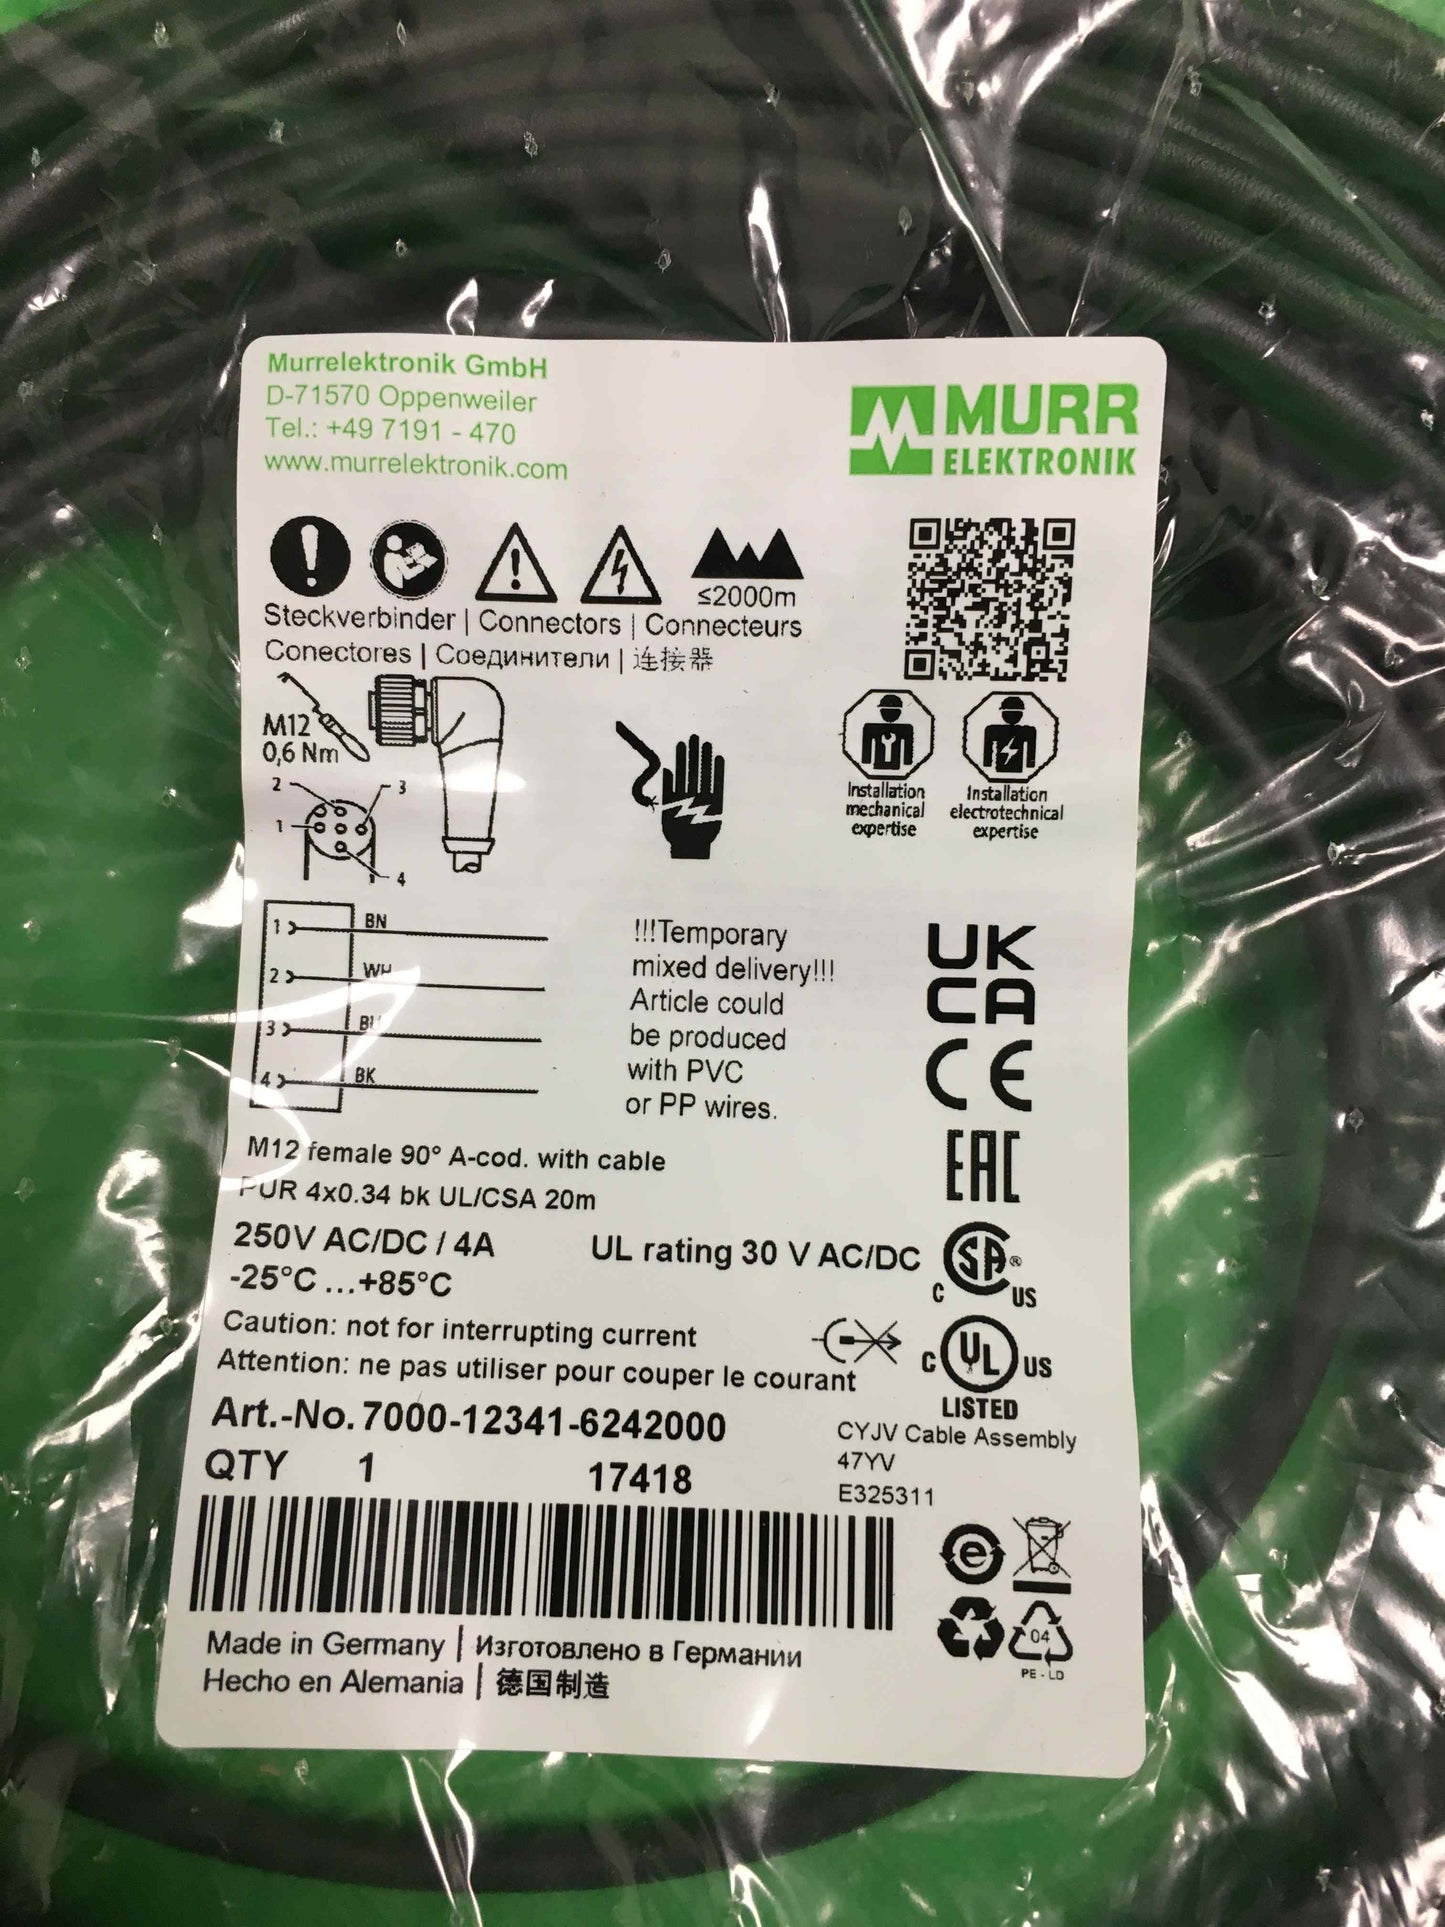 Murrelektronik GmbH
D-71570 Oppenweiler
Tel.: +49 7191 - 470
www.murrelektronik.com
MURR
ELEKTRONIK
≤2000m
Steckverbinder | Connectors | Connecteurs
Conectores | Соединители | 连接器
M12
0,6 Nm
2 3
1
4
Installation
mechanical
expertise
Installation
electrotechnical
expertise
1 BN
2 WH
3 BU
4 BK
!!!Temporary
mixed delivery!!!
Article could
be produced
with PVC
or PP wires.
UK
CA
CE
EAC
M12 female 90° A-cod. with cable
PUR 4x0.34 bk UL/CSA 20m
250V AC/DC / 4A
-25°C ...+85°C
UL rating 30 V AC/DC
C SA ® US
Caution: not for interrupting current
Attention: ne pas utiliser pour couper le courant
C UL US
LISTED
CYJV Cable Assembly
47YV
E325311
Art.-No. 7000-12341-6242000
QTY 1 17418
e
04
PE - LD
Made in Germany | Изготовлено в Германии
Hecho en Alemania | 德国制造